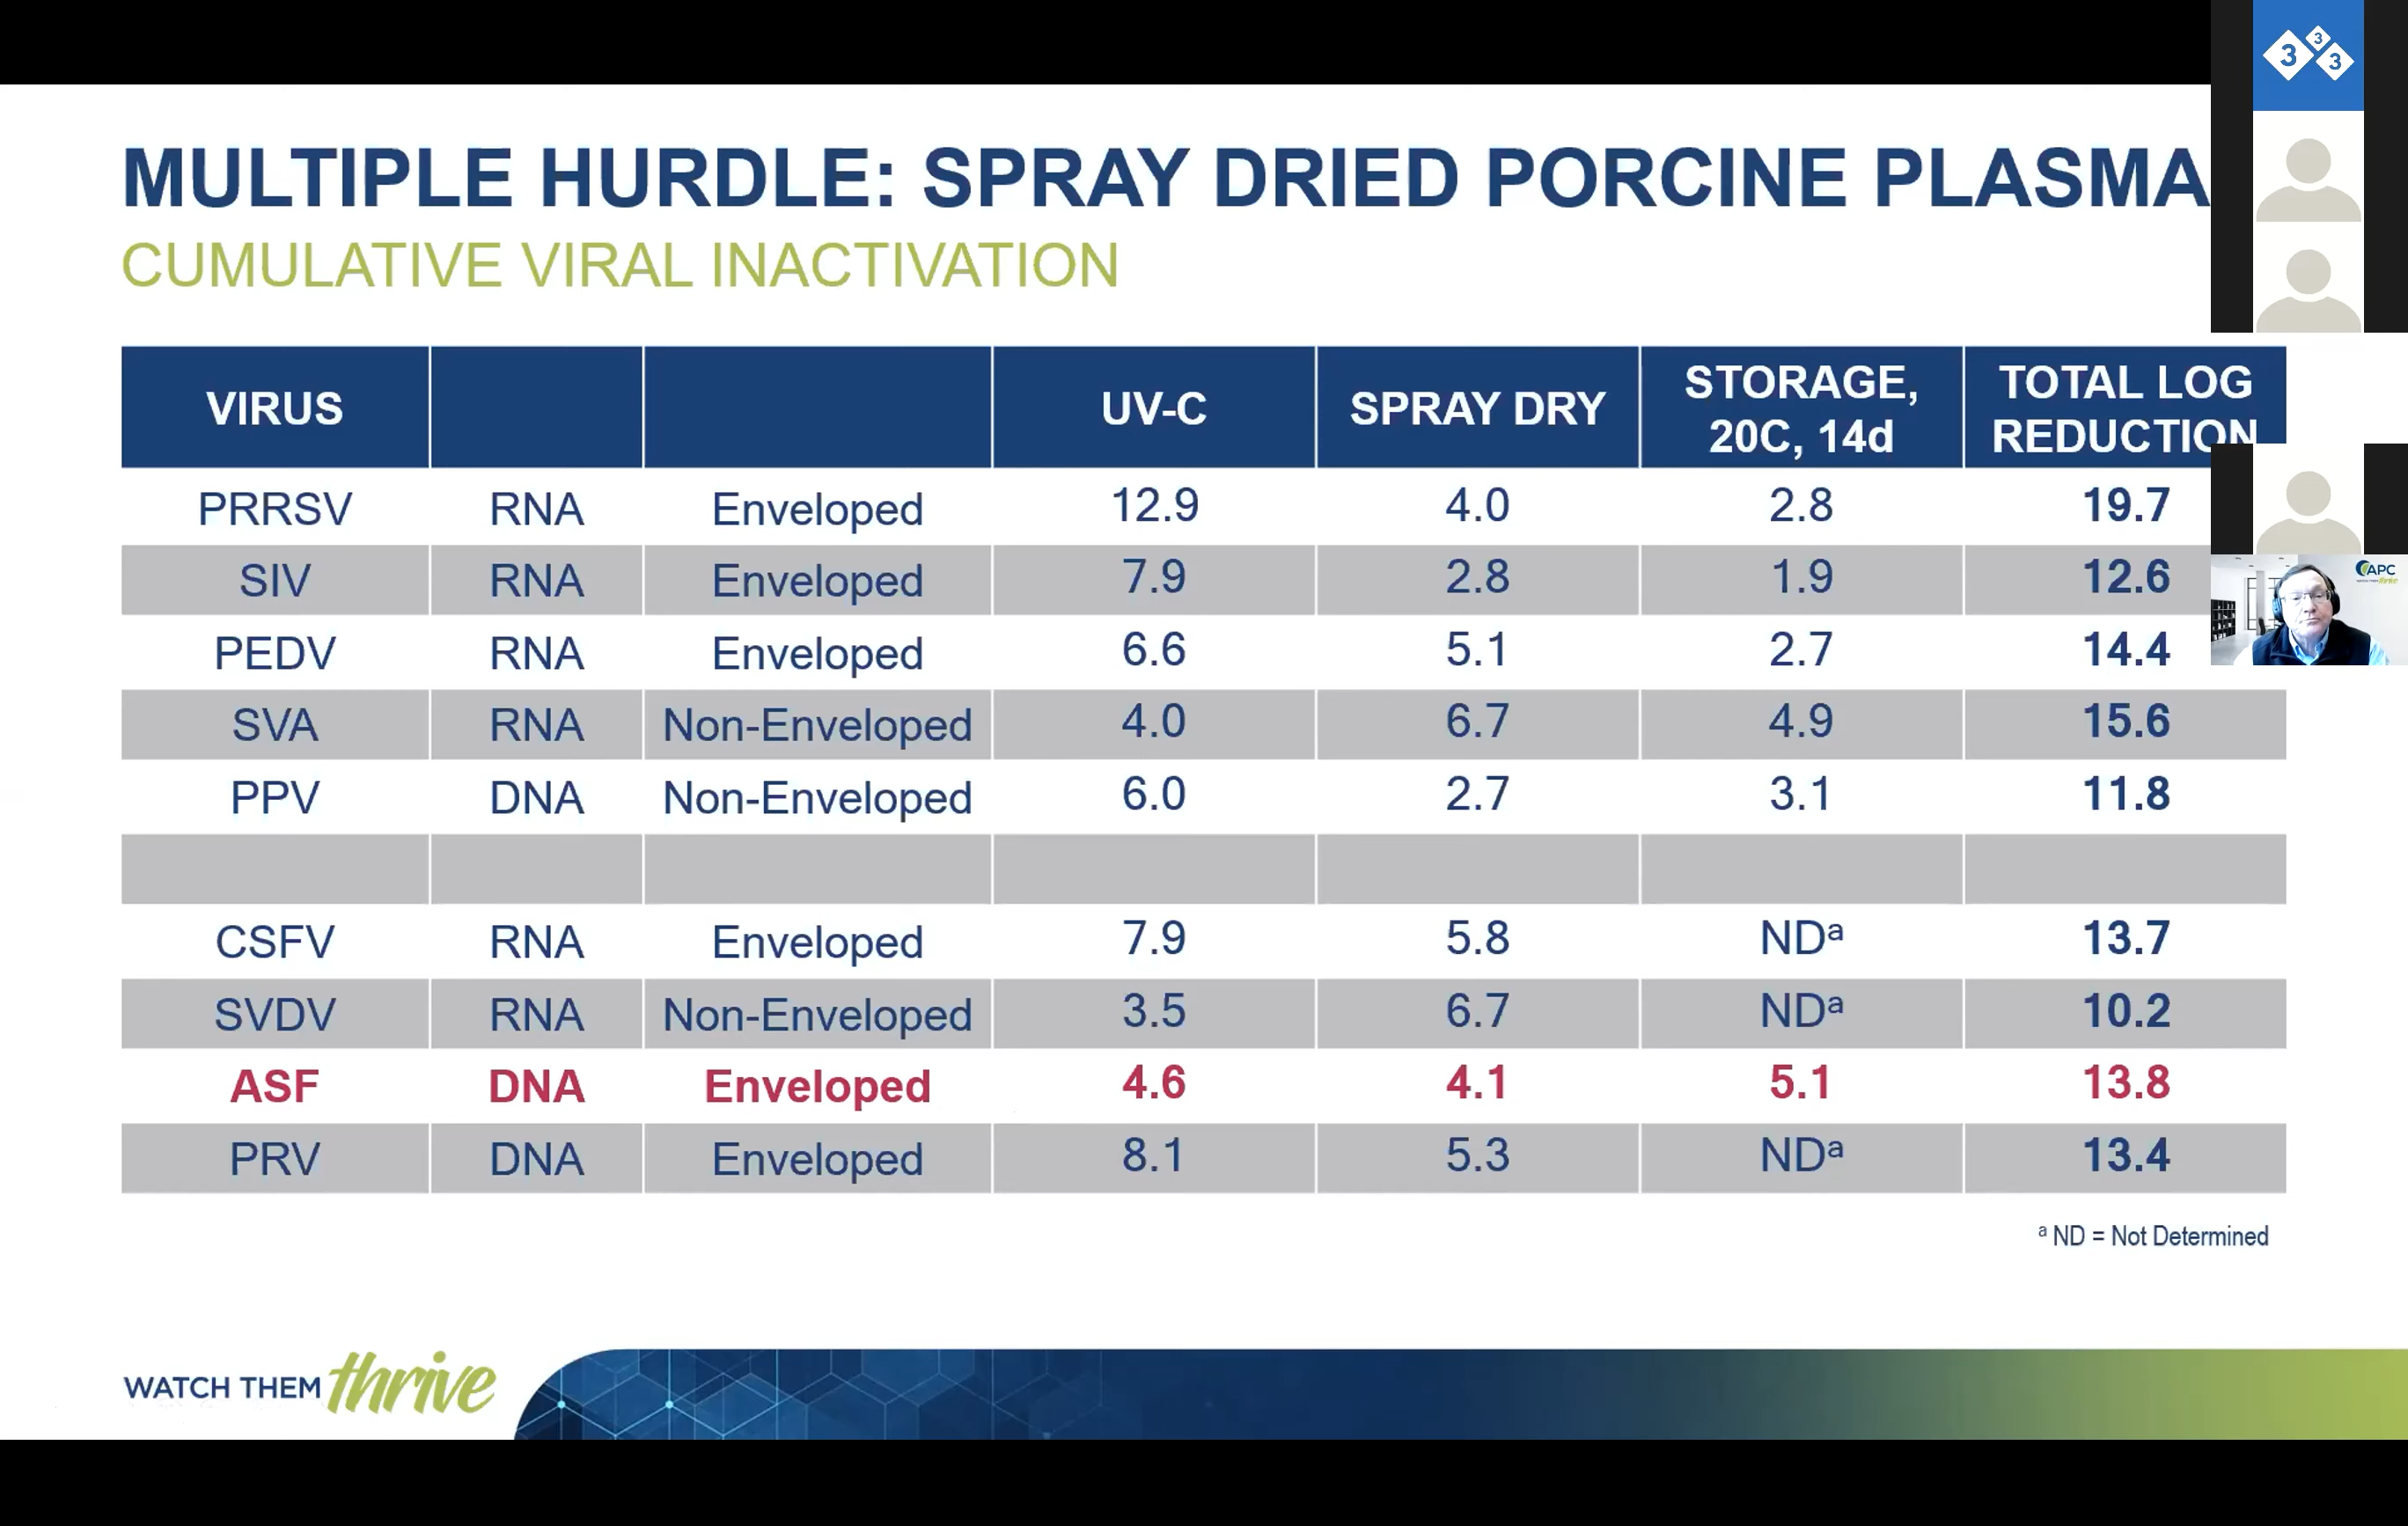 3 3 3
MULTIPLE HURDLE: SPRAY DRIED PORCINE PLASMA
CUMULATIVE VIRAL INACTIVATION
VIRUS UV-C SPRAY DRY STORAGE, 20C, 14d TOTAL LOG REDUCTION
PRRSV RNA Enveloped 12.9 4.0 2.8 19.7
SIV RNA Enveloped 7.9 2.8 1.9 12.6
PEDV RNA Enveloped 6.6 5.1 2.7 14.4
SVA RNA Non-Enveloped 4.0 6.7 4.9 15.6
PPV DNA Non-Enveloped 6.0 2.7 3.1 11.8
CSFV RNA Enveloped 7.9 5.8 NDᵃ 13.7
SVDV RNA Non-Enveloped 3.5 6.7 NDᵃ 10.2
ASF DNA Enveloped 4.6 4.1 5.1 13.8
PRV DNA Enveloped 8.1 5.3 NDᵃ 13.4
ᵃ ND = Not Determined
WATCH THEM thrive
APC